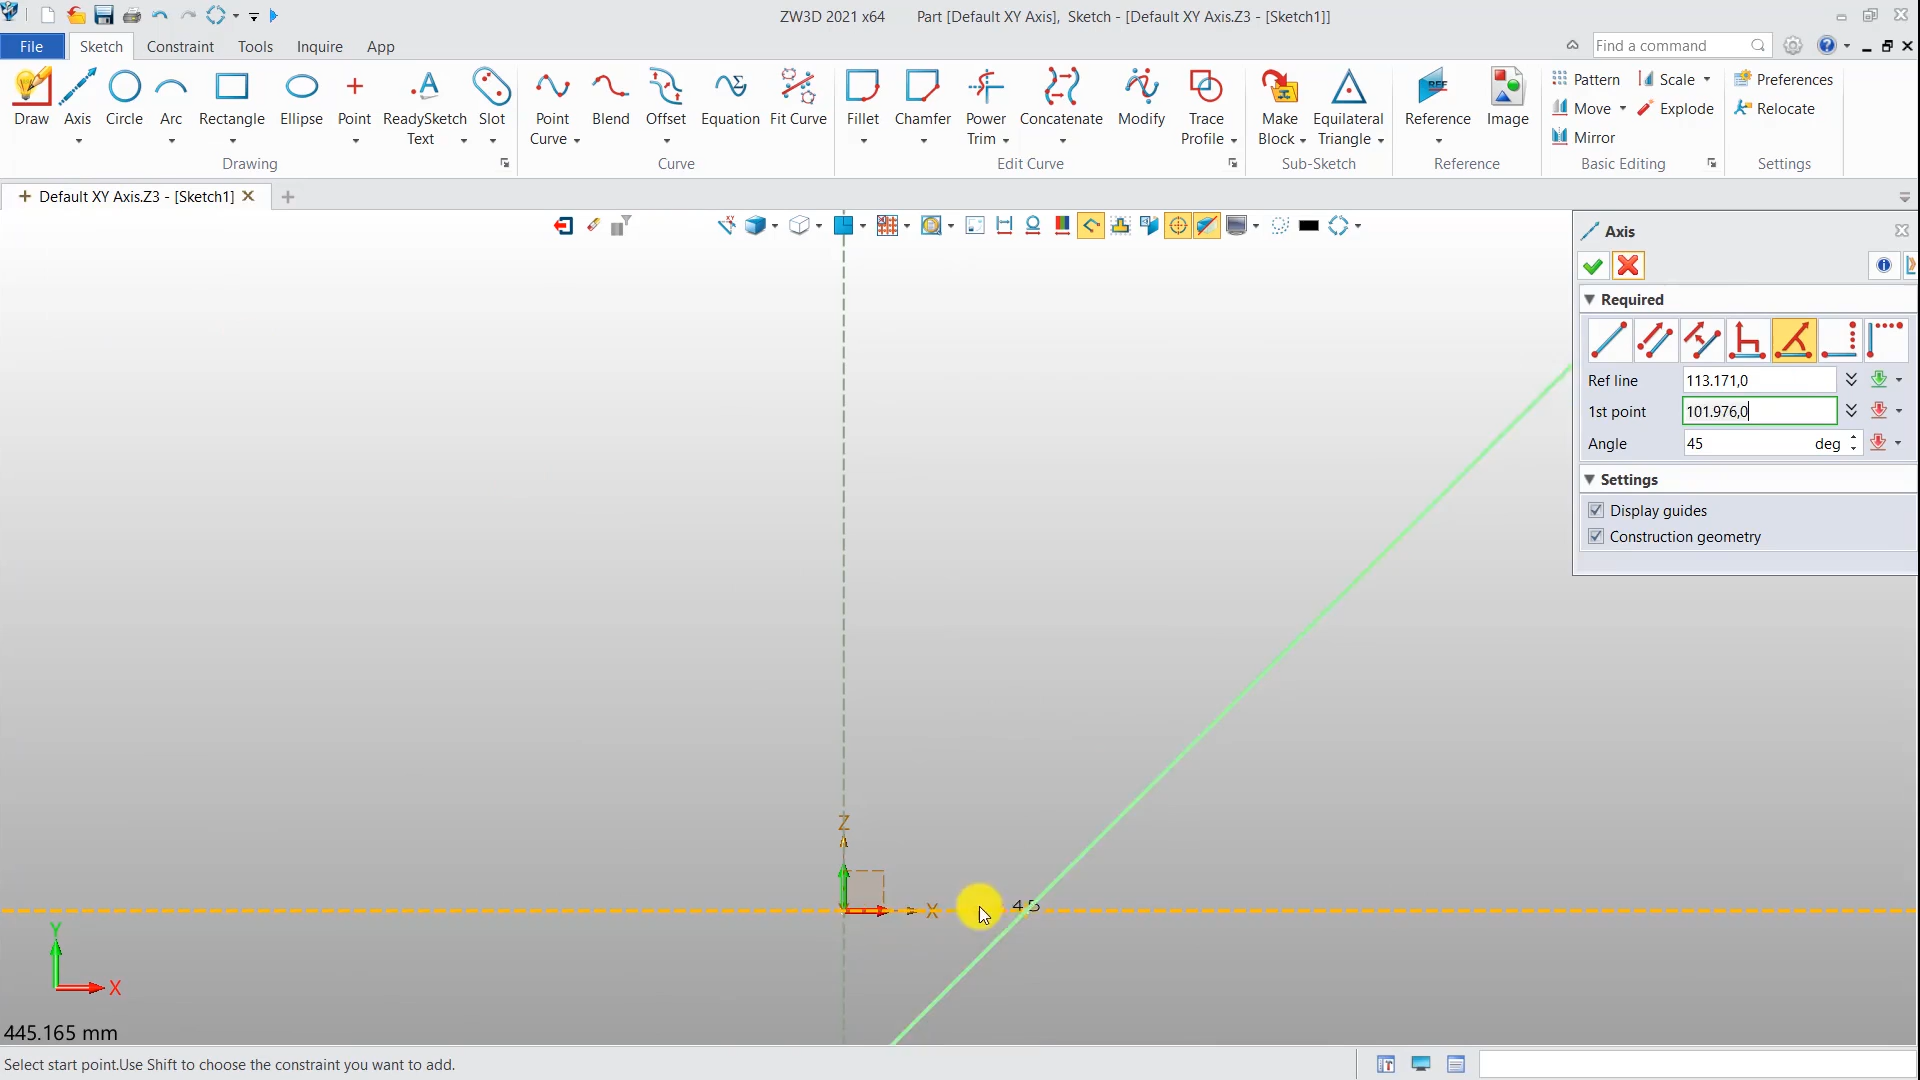 ZW3D 2021 x64 Part [Default XY Axis], Sketch - [Default XY Axis.Z3 - [Sketch1]]
File Sketch Constraint Tools Inquire App Find a command
Draw Axis Circle Arc Rectangle Ellipse Point ReadySketch Text Slot
Drawing
Point Curve Blend Offset Equation Fit Curve
Curve
Fillet Chamfer Power Trim Concatenate Modify Trace Profile
Edit Curve
Make Block Equilateral Triangle
Sub-Sketch
REF
Reference Image
Reference
Pattern Scale
Move Explode
Mirror
Basic Editing
Preferences
Relocate
Settings
Default XY Axis.Z3 - [Sketch1]
Axis
Required
Ref line 113.171,0
1st point 101.976,0
Angle 45 deg
Settings
Display guides
Construction geometry
Z
X
45
Y
X
445.165 mm
Select start point.Use Shift to choose the constraint you want to add.